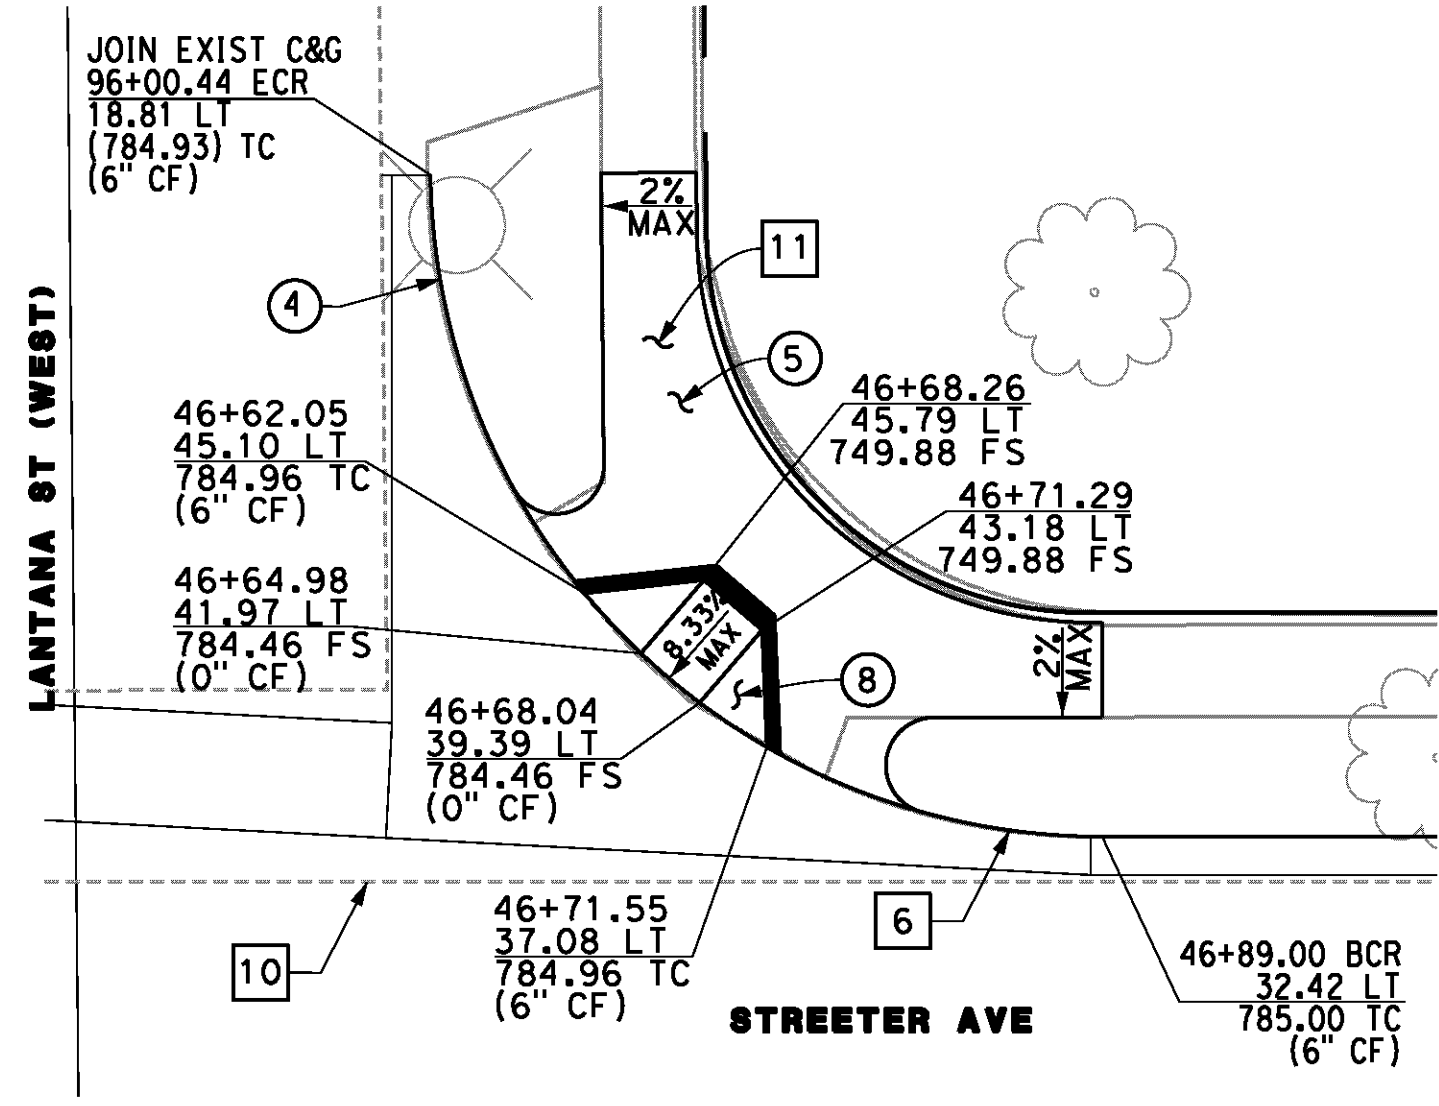 JOIN EXIST C&G
96+00.44 ECR
18.81 LT
(784.93) TC
(6" CF)
2%
MAX
11
4
5
LANTANA ST (WEST)
46+62.05
45.10 LT
784.96 TC
(6" CF)
46+68.26
45.79 LT
749.88 FS
46+71.29
43.18 LT
749.88 FS
46+64.98
41.97 LT
784.46 FS
(0" CF)
8.33%
MAX
8
2%
MAX
46+68.04
39.39 LT
784.46 FS
(0" CF)
46+71.55
37.08 LT
784.96 TC
(6" CF)
10
6
STREETER AVE
46+89.00 BCR
32.42 LT
785.00 TC
(6" CF)